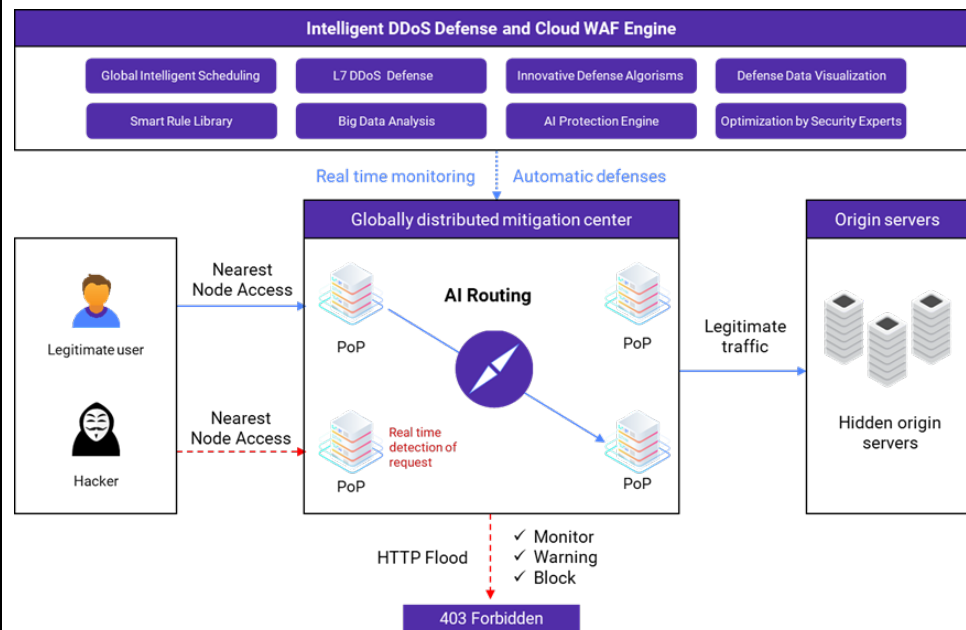 Intelligent DDoS Defense and Cloud WAF Engine
Global Intelligent Scheduling
L7 DDoS Defense
Innovative Defense Algorisms
Defense Data Visualization
Smart Rule Library
Big Data Analysis
AI Protection Engine
Optimization by Security Experts
Real time monitoring
Automatic defenses
Globally distributed mitigation center
Origin servers
Legitimate user
Hacker
Nearest
Node Access
Nearest
Node Access
PoP
AI Routing
PoP
PoP
Real time
detection of
request
PoP
Legitimate
traffic
Hidden origin
servers
HTTP Flood
✓ Monitor
✓ Warning
✓ Block
403 Forbidden